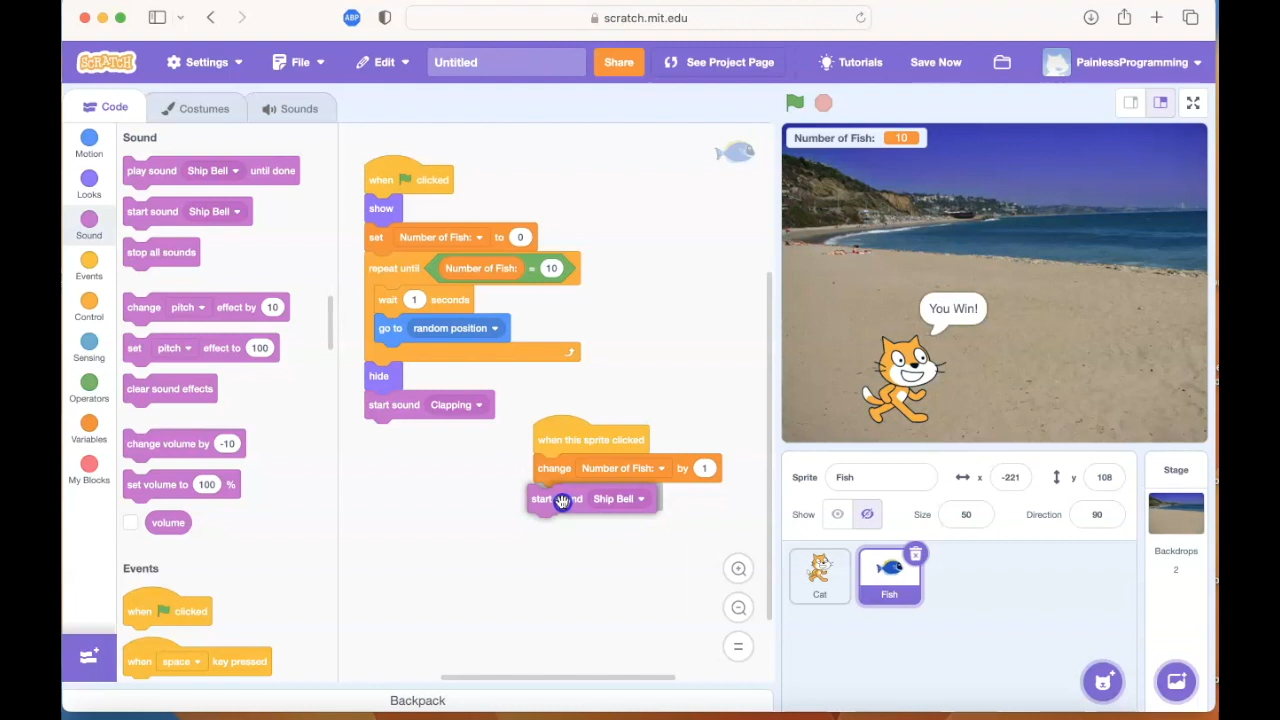 ABP
scratch.mit.edu
SCRATCH
Settings
File
Edit
Untitled
Share
See Project Page
Tutorials
Save Now
PainlessProgramming
Code
Costumes
Sounds
Motion
Looks
Sound
Events
Control
Sensing
Operators
Variables
My Blocks
Sound
play sound Ship Bell until done
start sound Ship Bell
stop all sounds
change pitch effect by 10
set pitch effect to 100
clear sound effects
change volume by -10
set volume to 100 %
volume
Events
when clicked
when space key pressed
when clicked
show
set Number of Fish: to 0
repeat until Number of Fish: = 10
wait 1 seconds
go to random position
hide
start sound Clapping
when this sprite clicked
change Number of Fish: by 1
start Ship Bell
Backpack
Number of Fish: 10
You Win!
Sprite Fish x -221 y 108
Show Size 50 Direction 90
Cat
Fish
Stage
Backdrops
2